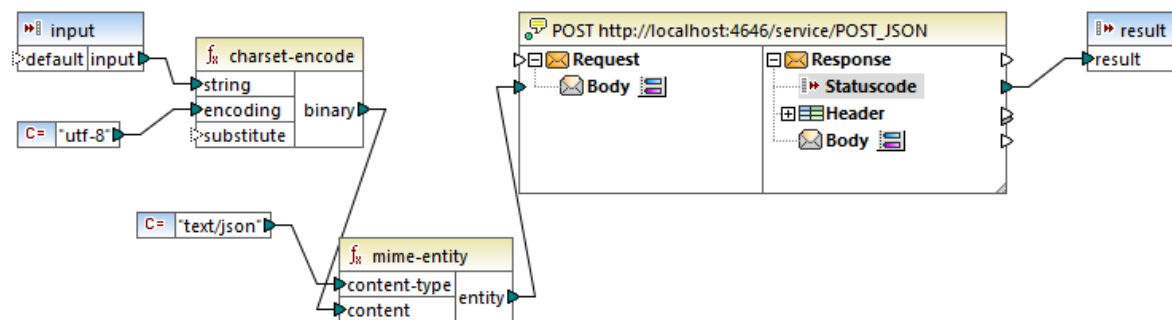 input
default input
charset-encode
string
encoding
substitute
binary
C= "utf-8"
C= "text/json"
mime-entity
content-type
content
entity
POST http://localhost:4646/service/POST_JSON
Request
Body
Response
Statuscode
Header
Body
result
result